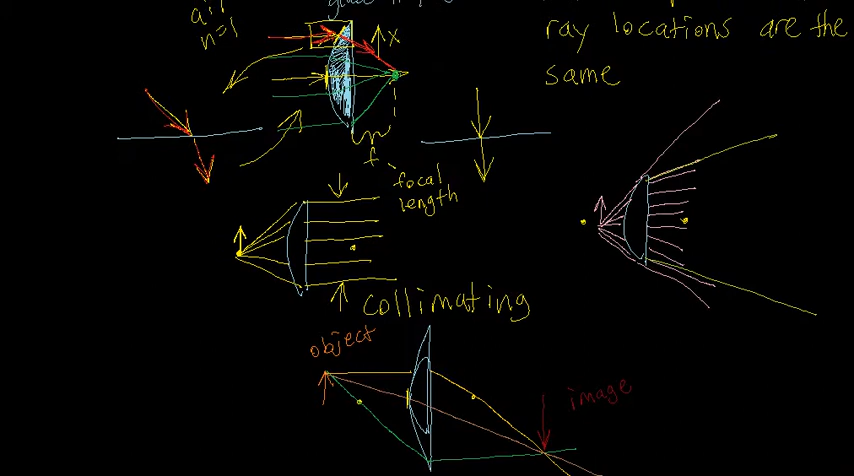 air
n=1
x
ray locations are the
same
f
focal
length
collimating
object
image